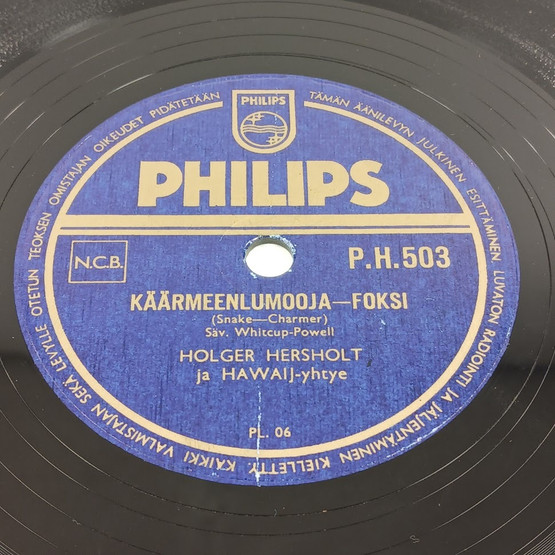 PHILIPS
PHILIPS
N.C.B.
P.H.503
KÄÄRMEENLUMOOJA—FOKSI
(Snake—Charmer)
Säv. Whitcup-Powell
HOLGER HERSHOLT
ja HAWAIJ-yhtye
PL. 06
KAIKKI VALMISTAJAN SEKÄ LEVYLLE OTETUN TEOKSEN OMISTAJAN OIKEUDET PIDÄTETÄÄN
TÄMÄN ÄÄNILEVYN JULKINEN ESITTÄMINEN, LUVATON RADIOINTI JA JÄLJENTÄMINEN KIELLETTY.